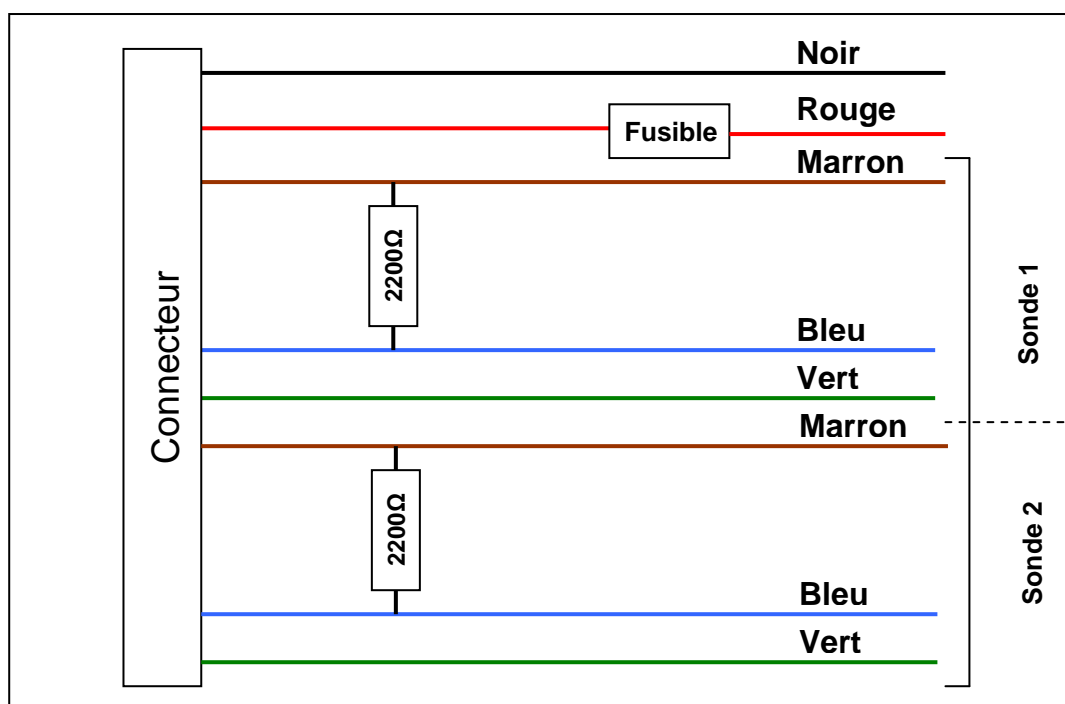 Noir
Rouge
Fusible
Marron
2200Ω
Bleu
Vert
Sonde 1
Connecteur
Marron
2200Ω
Bleu
Vert
Sonde 2